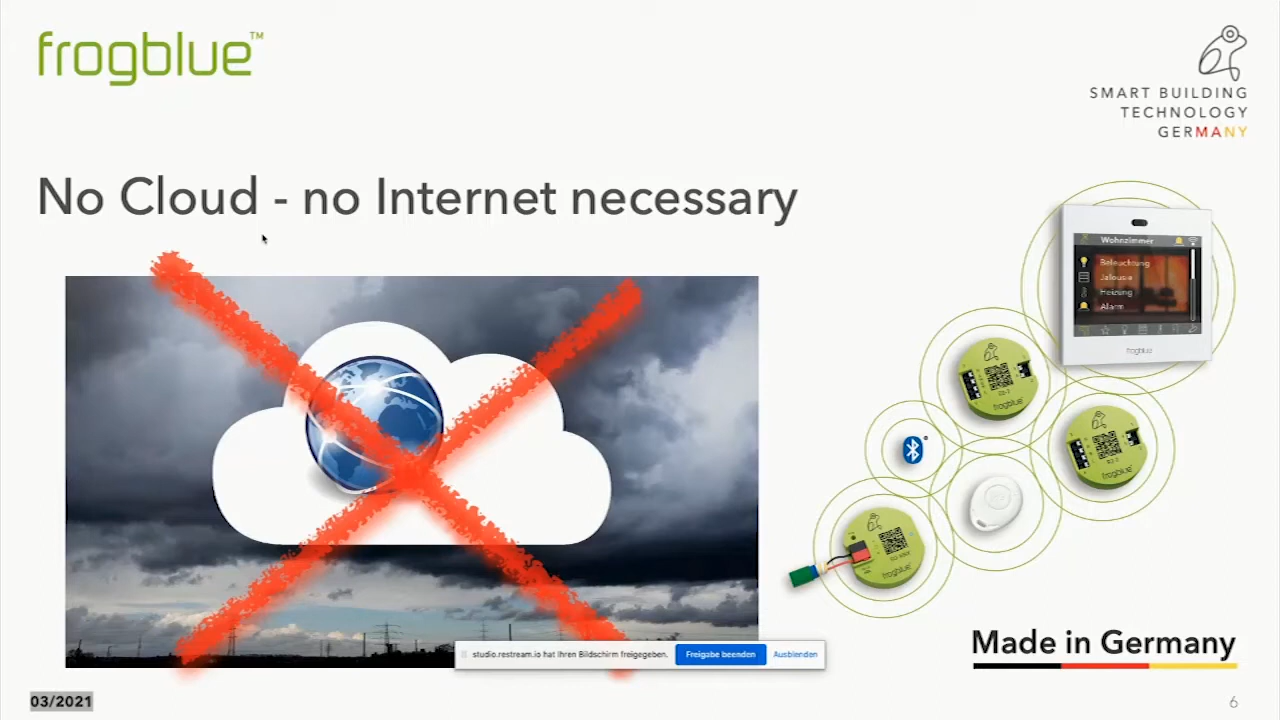 frogblue™
SMART BUILDING
TECHNOLOGY
GERMANY
No Cloud - no Internet necessary
Wohnzimmer
Beleuchtung
Jalousie
Heizung
Alarm
frogblue
frogblue
frogblue
frogblue
studio.restream.io hat Ihren Bildschirm freigegeben.
Freigabe beenden
Ausblenden
Made in Germany
03/2021
6